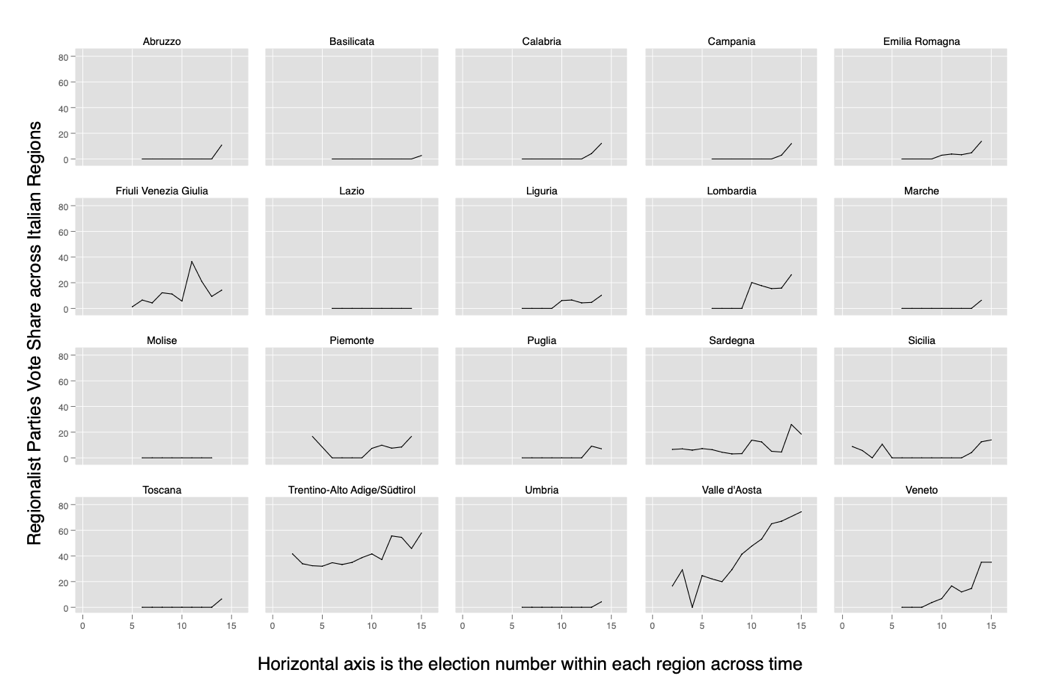 Regionalist Parties Vote Share across Italian Regions
Abruzzo Basilicata Calabria Campania Emilia Romagna
80
60
40
20
0
Friuli Venezia Giulia Lazio Liguria Lombardia Marche
80
60
40
20
0
Molise Piemonte Puglia Sardegna Sicilia
80
60
40
20
0
Toscana Trentino-Alto Adige/Südtirol Umbria Valle d'Aosta Veneto
80
60
40
20
0
0 5 10 15 0 5 10 15 0 5 10 15 0 5 10 15 0 5 10 15
Horizontal axis is the election number within each region across time